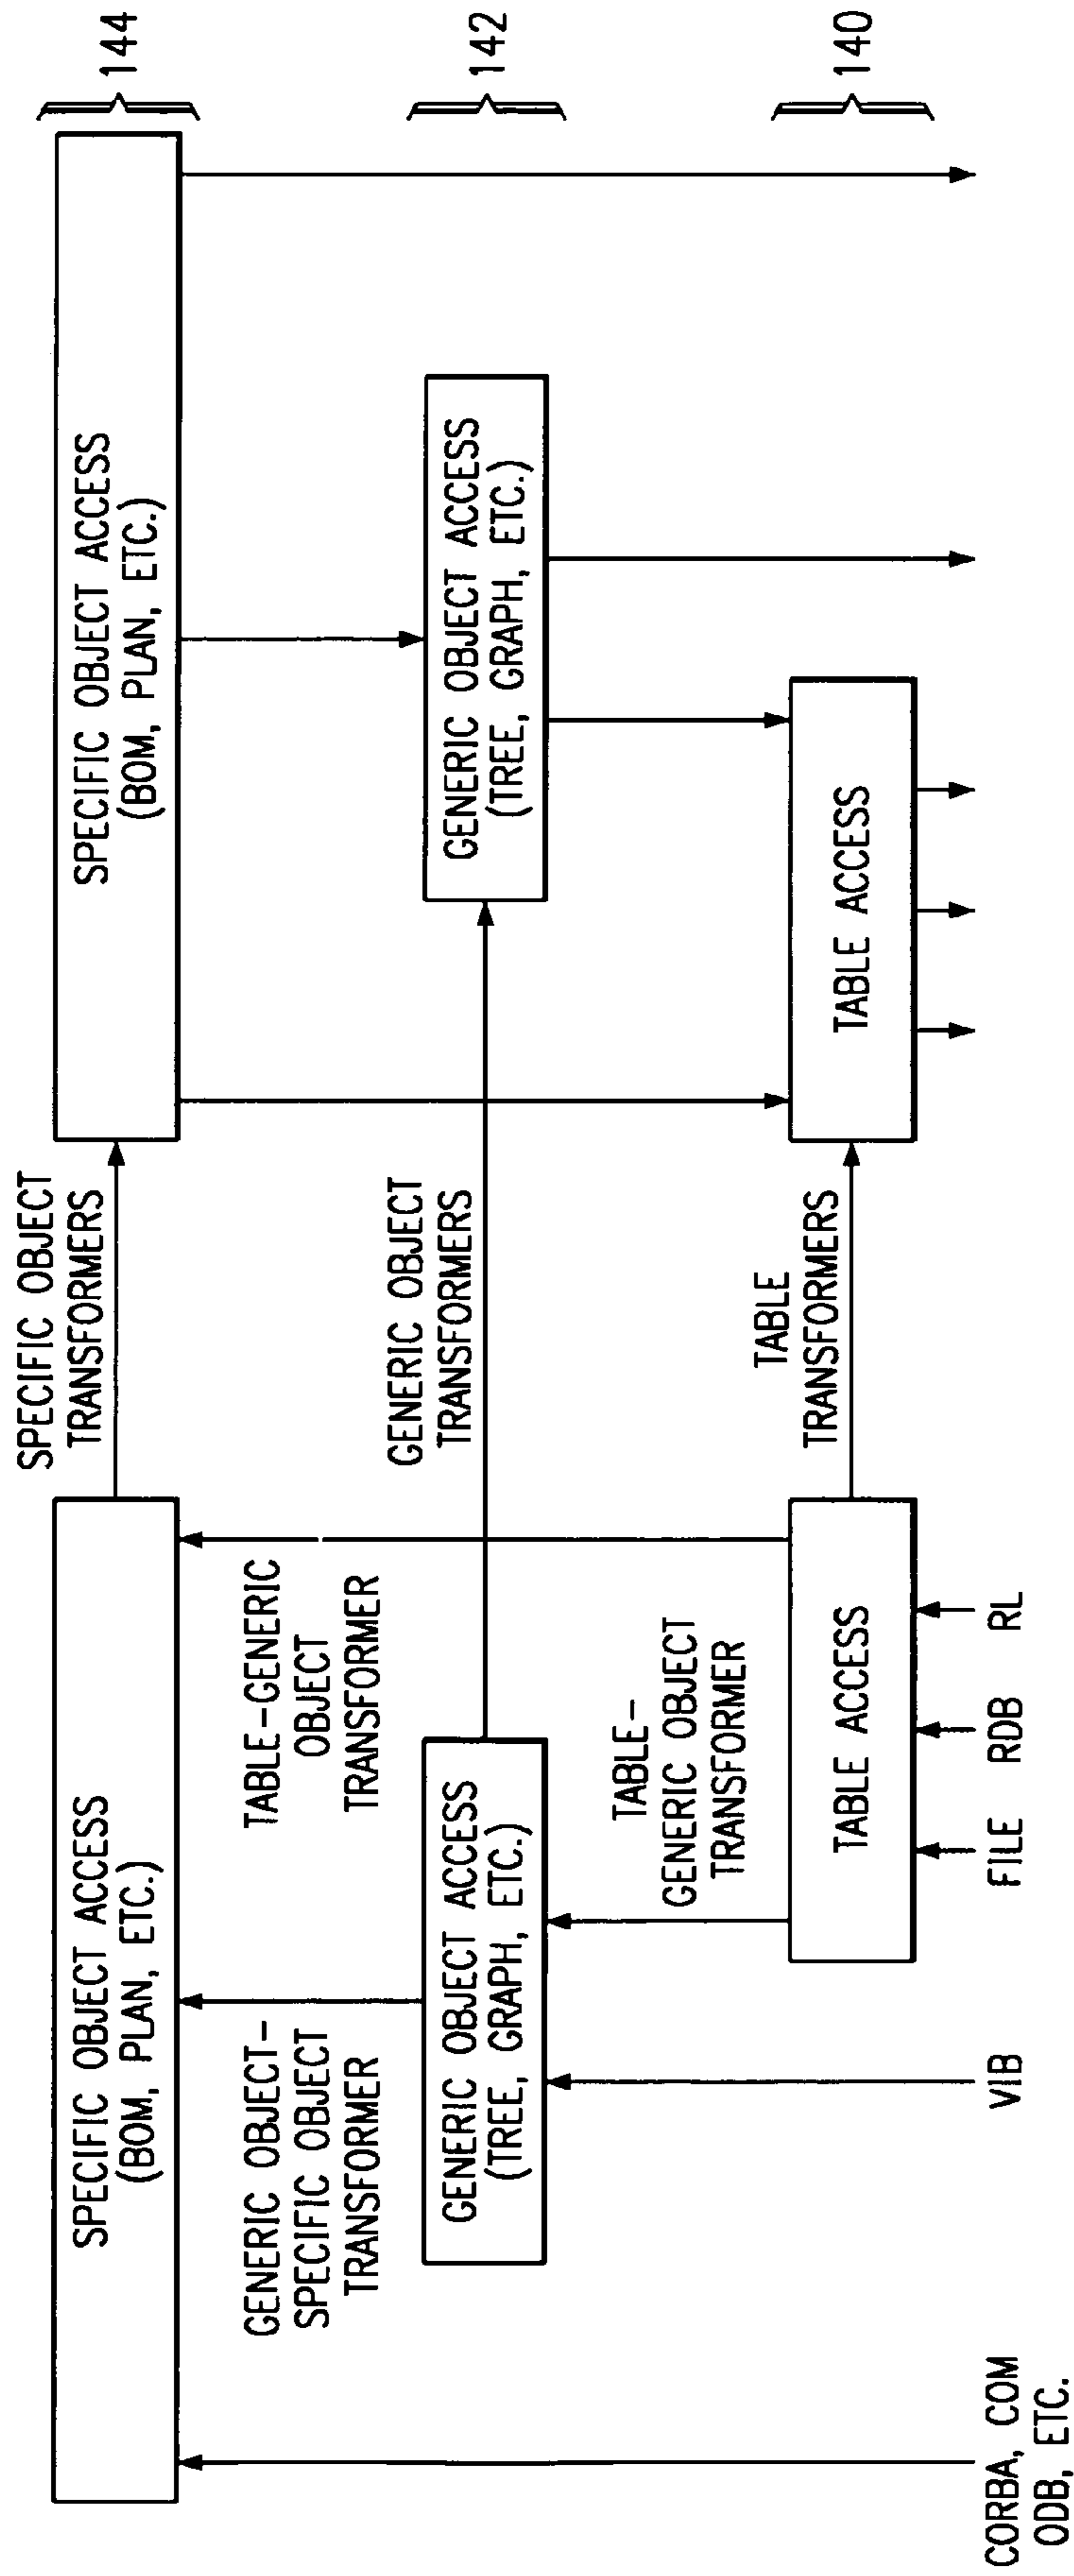 SPECIFIC OBJECT ACCESS
(BOM, PLAN, ETC.)
SPECIFIC OBJECT
TRANSFORMERS
SPECIFIC OBJECT ACCESS
(BOM, PLAN, ETC.)
144
GENERIC OBJECT-
SPECIFIC OBJECT
TRANSFORMER
TABLE-GENERIC
OBJECT
TRANSFORMER
GENERIC OBJECT ACCESS
(TREE, GRAPH, ETC.)
GENERIC OBJECT
TRANSFORMERS
GENERIC OBJECT ACCESS
(TREE, GRAPH, ETC.)
142
TABLE-
GENERIC OBJECT
TRANSFORMER
TABLE ACCESS
TABLE
TRANSFORMERS
TABLE ACCESS
140
CORBA, COM
ODB, ETC.
VIB
FILE
RDB
RL